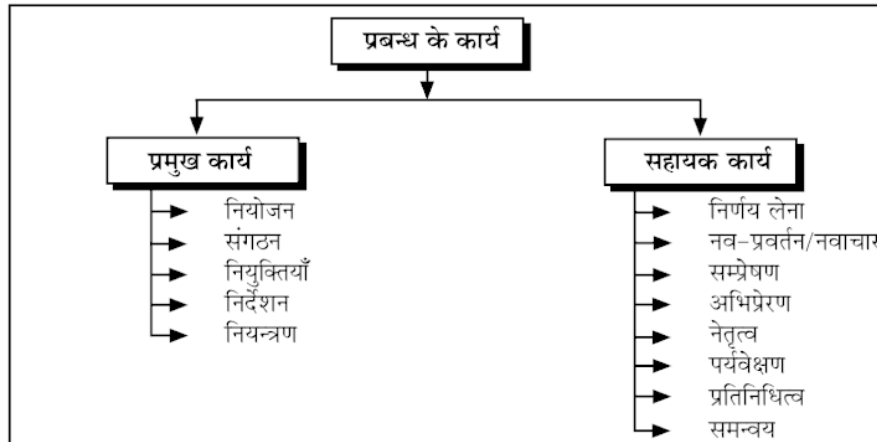 प्रबन्ध के कार्य
प्रमुख कार्य
नियोजन
संगठन
नियुक्तियाँ
निर्देशन
नियन्त्रण
सहायक कार्य
निर्णय लेना
नव-प्रवर्तन/नवाचार
सम्प्रेषण
अभिप्रेरण
नेतृत्व
पर्यवेक्षण
प्रतिनिधित्व
समन्वय